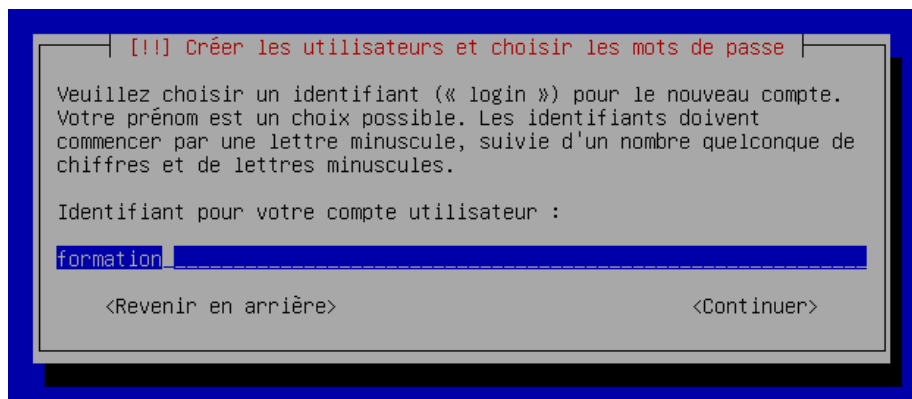 [!!] Créer les utilisateurs et choisir les mots de passe
Veuillez choisir un identifiant (« login ») pour le nouveau compte.
Votre prénom est un choix possible. Les identifiants doivent
commencer par une lettre minuscule, suivie d'un nombre quelconque de
chiffres et de lettres minuscules.
Identifiant pour votre compte utilisateur :
formation
<Revenir en arrière> <Continuer>